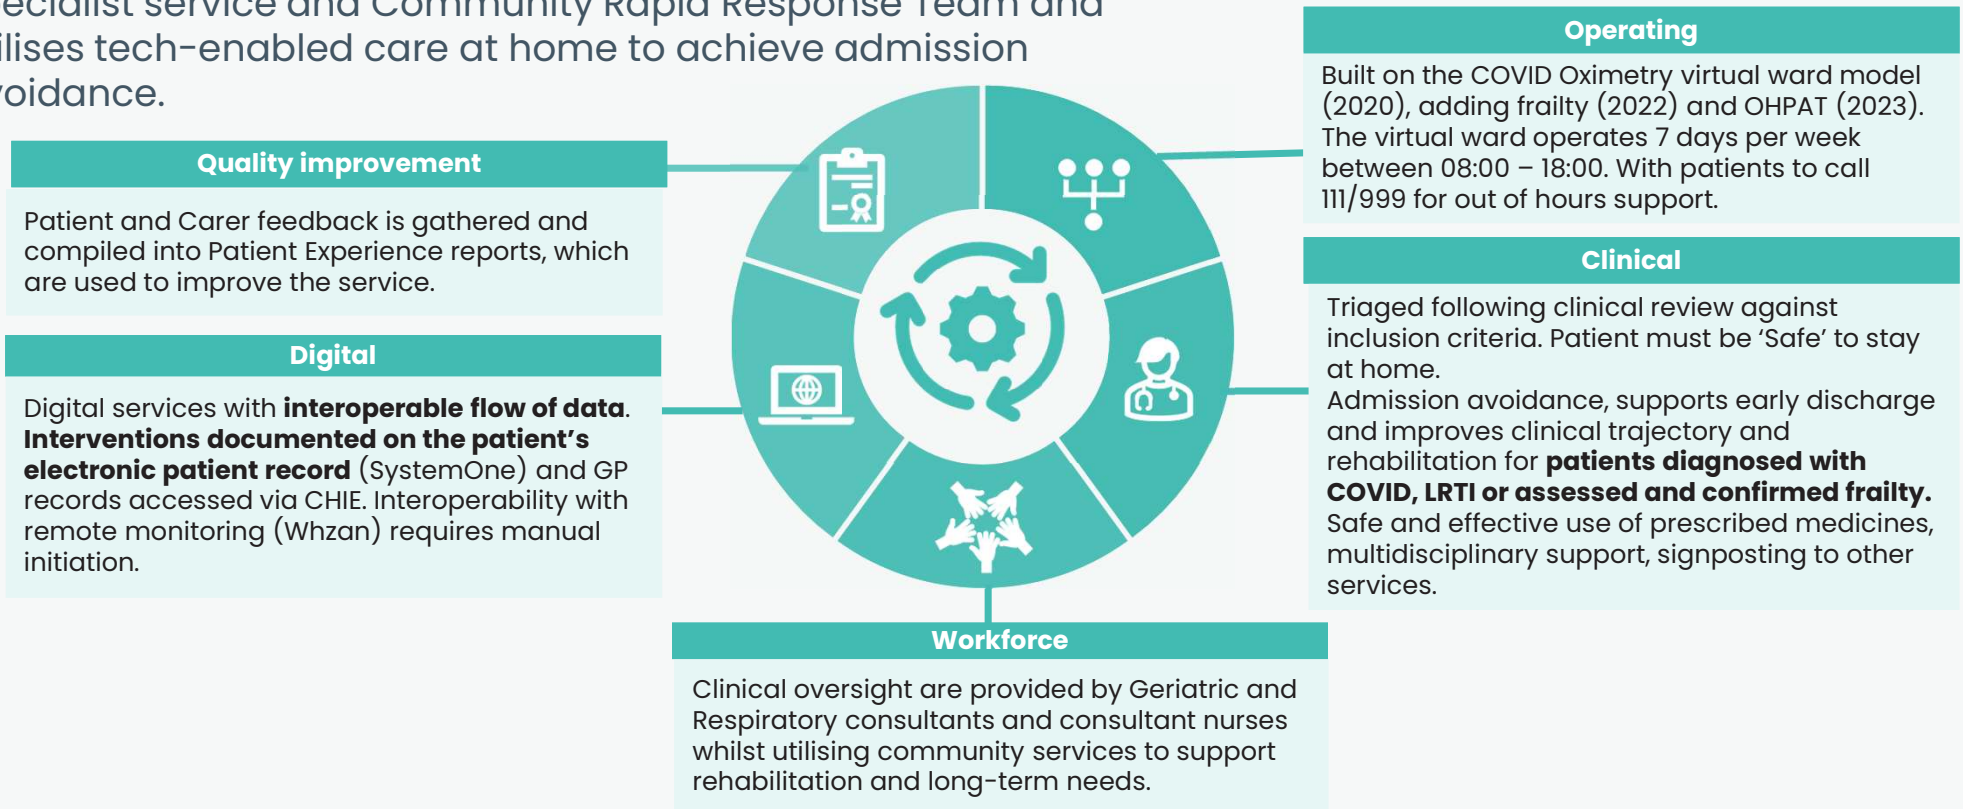 service and Community Rapid Response Team and
tech-enabled care at home to achieve admission
Quality improvement
Patient and Carer feedback is gathered and
compiled into Patient Experience reports, which
are used to improve the service.
Digital
Digital services with interoperable flow of data.
Interventions documented on the patient’s
electronic patient record (SystemOne) and GP
records accessed via CHIE. Interoperability with
remote monitoring (Whzan) requires manual
initiation.
Workforce
Clinical oversight are provided by Geriatric and
Respiratory consultants and consultant nurses
whilst utilising community services to support
rehabilitation and long-term needs.
Operating
Built on the COVID Oximetry virtual ward model
(2020), adding frailty (2022) and OHPAT (2023).
The virtual ward operates 7 days per week
between 08:00 – 18:00. With patients to call
111/999 for out of hours support.
Clinical
Triaged following clinical review against
inclusion criteria. Patient must be ‘Safe’ to stay
at home.
Admission avoidance, supports early discharge
and improves clinical trajectory and
rehabilitation for patients diagnosed with
COVID, LRTI or assessed and confirmed frailty.
Safe and effective use of prescribed medicines,
multidisciplinary support, signposting to other
services.